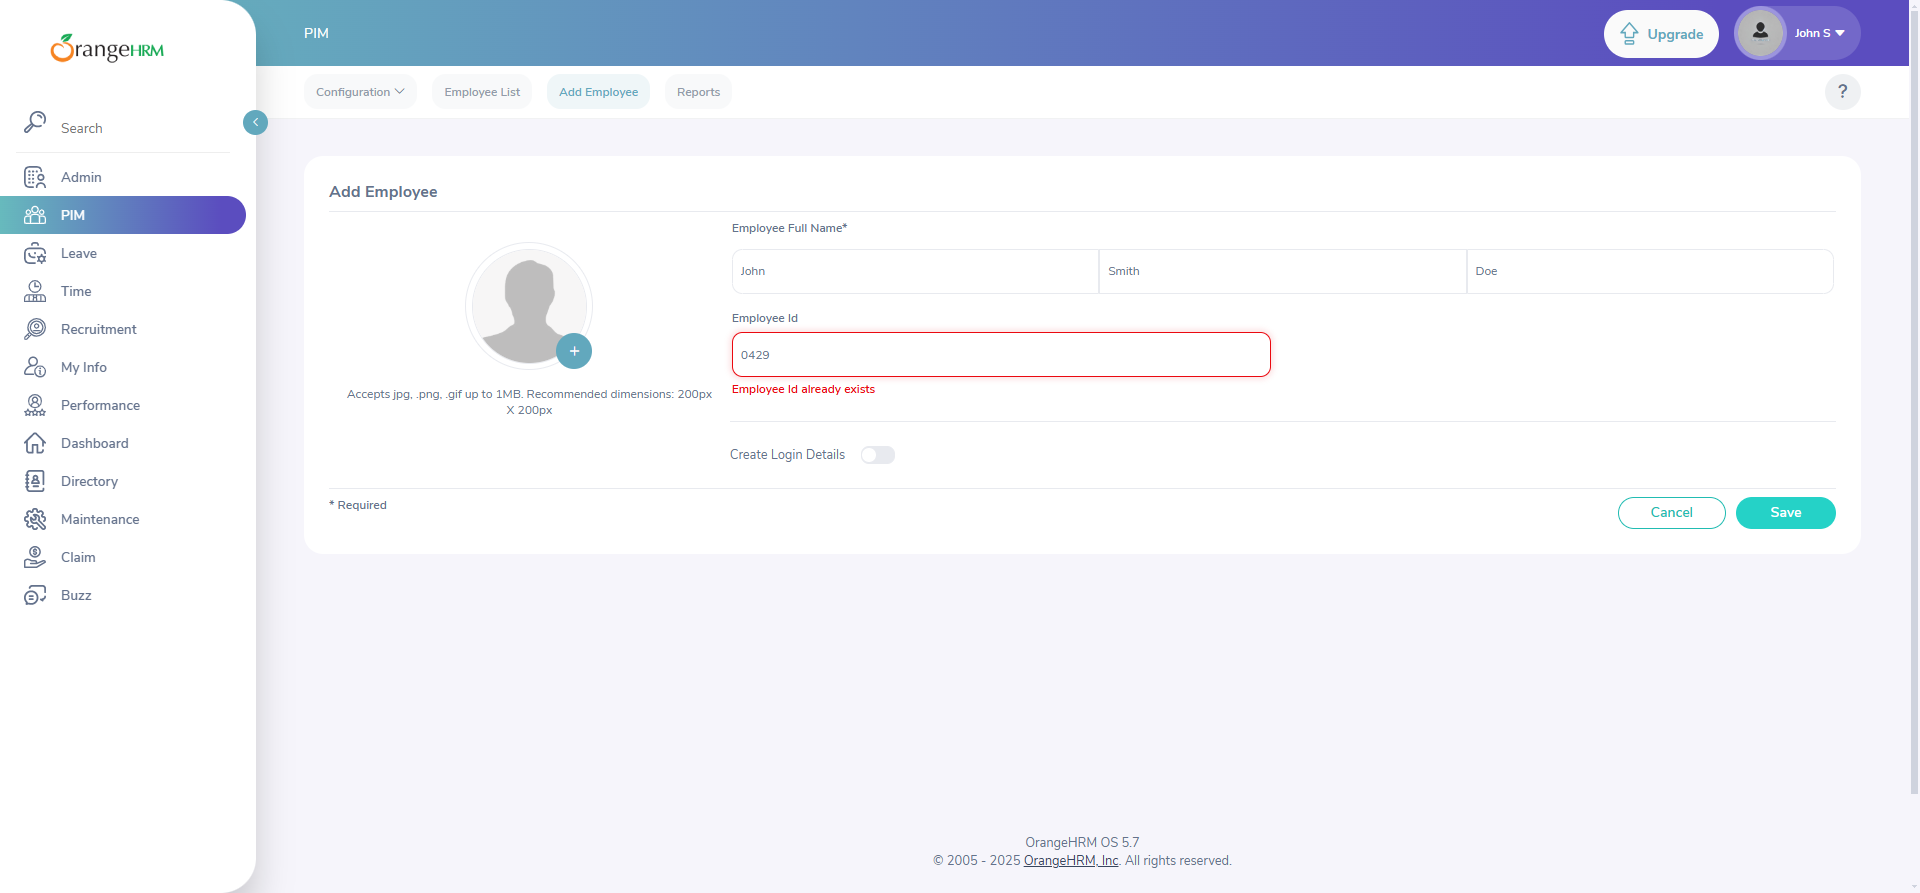 OrangeHRM
Search
Admin
PIM
Leave
Time
Recruitment
My Info
Performance
Dashboard
Directory
Maintenance
Claim
Buzz
PIM
Upgrade
John S
Configuration
Employee List
Add Employee
Reports
?
Add Employee
Accepts jpg, .png, .gif up to 1MB. Recommended dimensions: 200px
X 200px
Employee Full Name*
John
Smith
Doe
Employee Id
0429
Employee Id already exists
Create Login Details
* Required
Cancel
Save
OrangeHRM OS 5.7
© 2005 - 2025 OrangeHRM, Inc. All rights reserved.